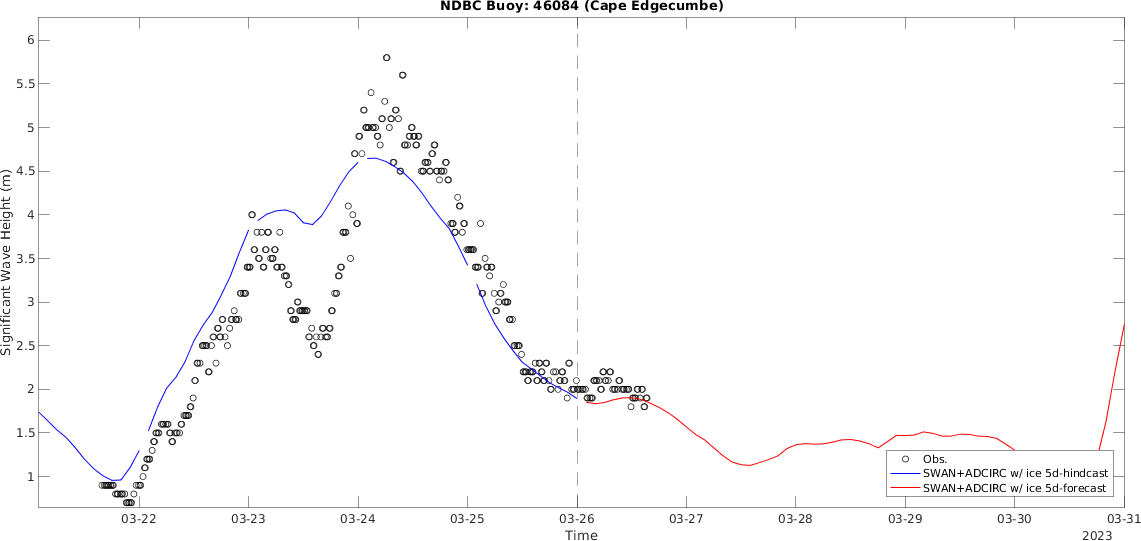 NDBC Buoy: 46084 (Cape Edgecumbe)
6
5.5
5
4.5
4
3.5
3
2.5
2
1.5
1
Significant Wave Height (m)
Obs.
SWAN+ADCIRC w/ ice 5d-hindcast
SWAN+ADCIRC w/ ice 5d-forecast
03-22 03-23 03-24 03-25 03-26 03-27 03-28 03-29 03-30 03-31
Time
2023